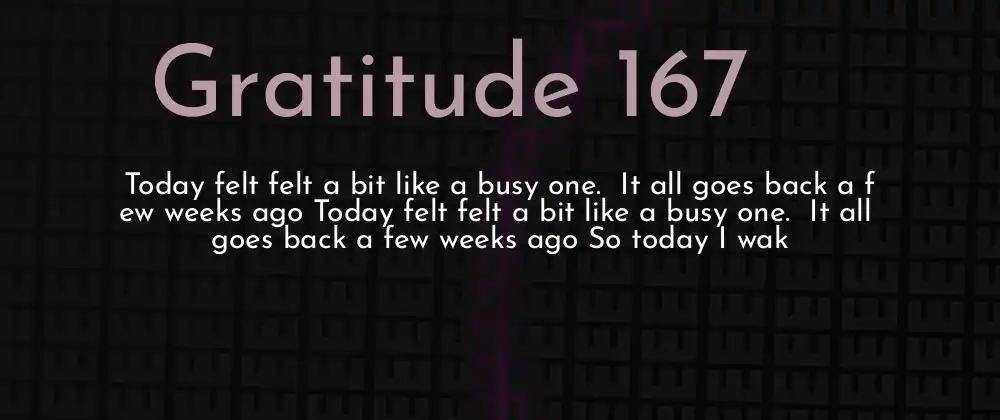 Gratitude 167
Today felt felt a bit like a busy one.  It all goes back a f
ew weeks ago Today felt felt a bit like a busy one.  It all
goes back a few weeks ago So today I wak